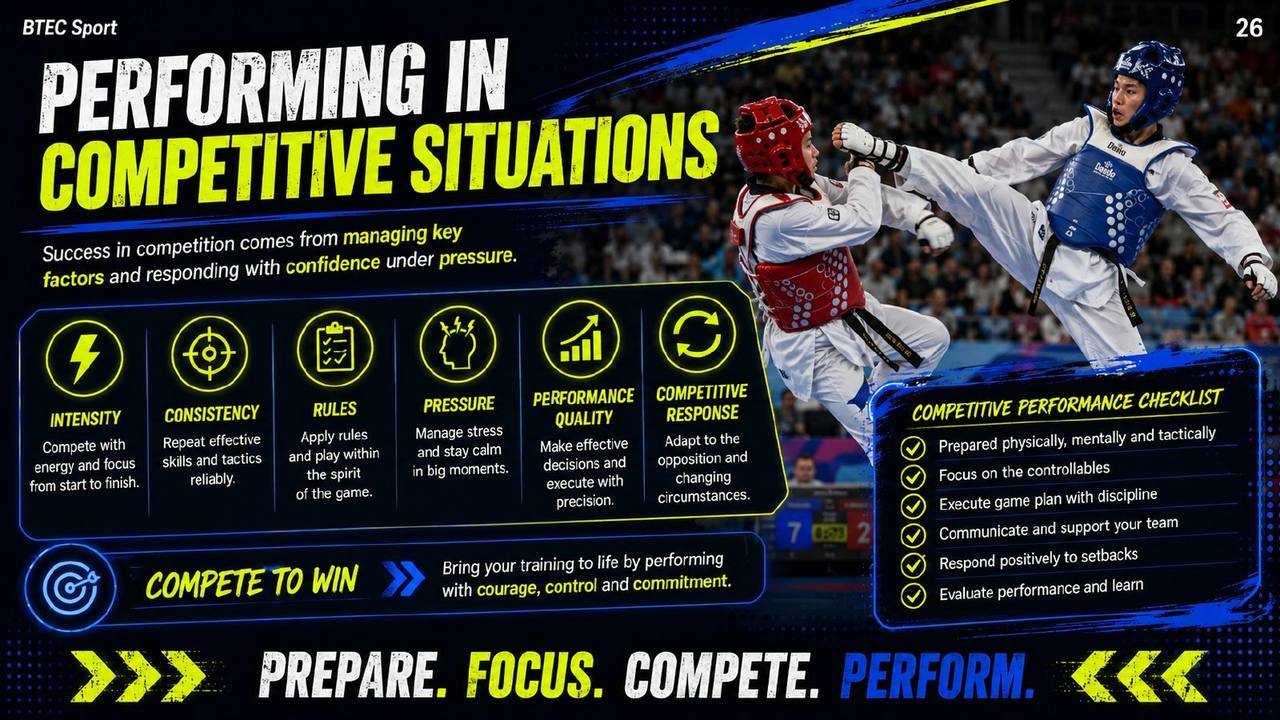 BTEC Sport
26
PERFORMING IN
COMPETITIVE SITUATIONS
Success in competition comes from managing key
factors and responding with confidence under pressure.
INTENSITY
Compete with
energy and focus
from start to finish.
CONSISTENCY
Repeat effective
skills and tactics
reliably.
RULES
Apply rules
and play within
the spirit
of the game.
PRESSURE
Manage stress
and stay calm
in big moments.
PERFORMANCE
QUALITY
Make effective
decisions and
execute with
precision.
COMPETITIVE
RESPONSE
Adapt to the
opposition and
changing
circumstances.
Daedo
Daedo
7
2
COMPETITIVE PERFORMANCE CHECKLIST
Prepared physically, mentally and tactically
Focus on the controllables
Execute game plan with discipline
Communicate and support your team
Respond positively to setbacks
Evaluate performance and learn
COMPETE TO WIN
Bring your training to life by performing
with courage, control and commitment.
PREPARE. FOCUS. COMPETE. PERFORM.